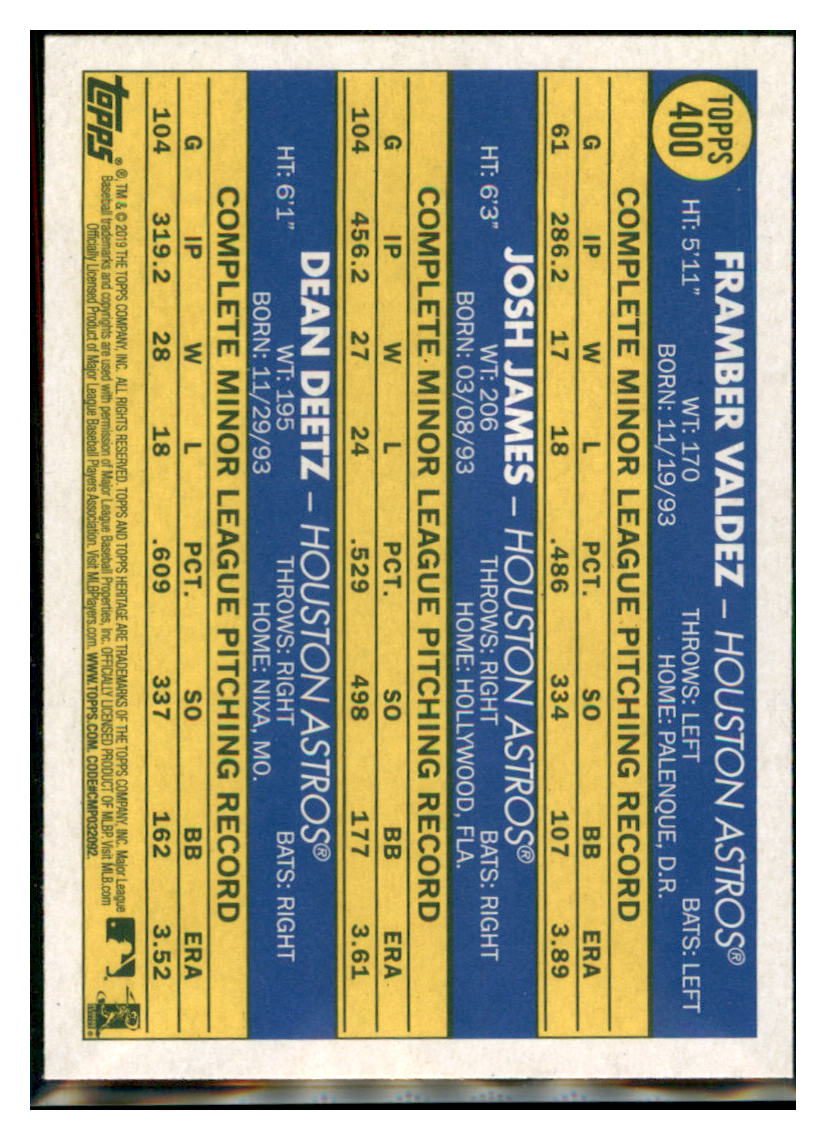 TOPPS
400
FRAMBER VALDEZ – HOUSTON ASTROS®
HT: 5'11" WT: 170 THROWS: LEFT BATS: LEFT
BORN: 11/19/93 HOME: PALENQUE, D.R.
COMPLETE MINOR LEAGUE PITCHING RECORD
G IP W L PCT. SO BB ERA
61 286.2 17 18 .486 334 107 3.89
JOSH JAMES – HOUSTON ASTROS®
HT: 6'3" WT: 206 THROWS: RIGHT BATS: RIGHT
BORN: 03/08/93 HOME: HOLLYWOOD, FLA.
COMPLETE MINOR LEAGUE PITCHING RECORD
G IP W L PCT. SO BB ERA
104 456.2 27 24 .529 498 177 3.61
DEAN DEETZ – HOUSTON ASTROS®
HT: 6'1" WT: 195 THROWS: RIGHT BATS: RIGHT
BORN: 11/29/93 HOME: NIXA, MO.
COMPLETE MINOR LEAGUE PITCHING RECORD
G IP W L PCT. SO BB ERA
104 319.2 28 18 .609 337 162 3.52
topps®
®, TM & © 2019 THE TOPPS COMPANY, INC. ALL RIGHTS RESERVED. TOPPS AND TOPPS HERITAGE ARE TRADEMARKS OF THE TOPPS COMPANY, INC. Major League
Baseball trademarks and copyrights are used with permission of Major League Baseball Properties, Inc. OFFICIALLY LICENSED PRODUCT OF MLBP. Visit MLB.com
Officially Licensed Product of Major League Baseball Players Association. Visit MLBPlayers.com. WWW.TOPPS.COM. CODE#CMP032092.